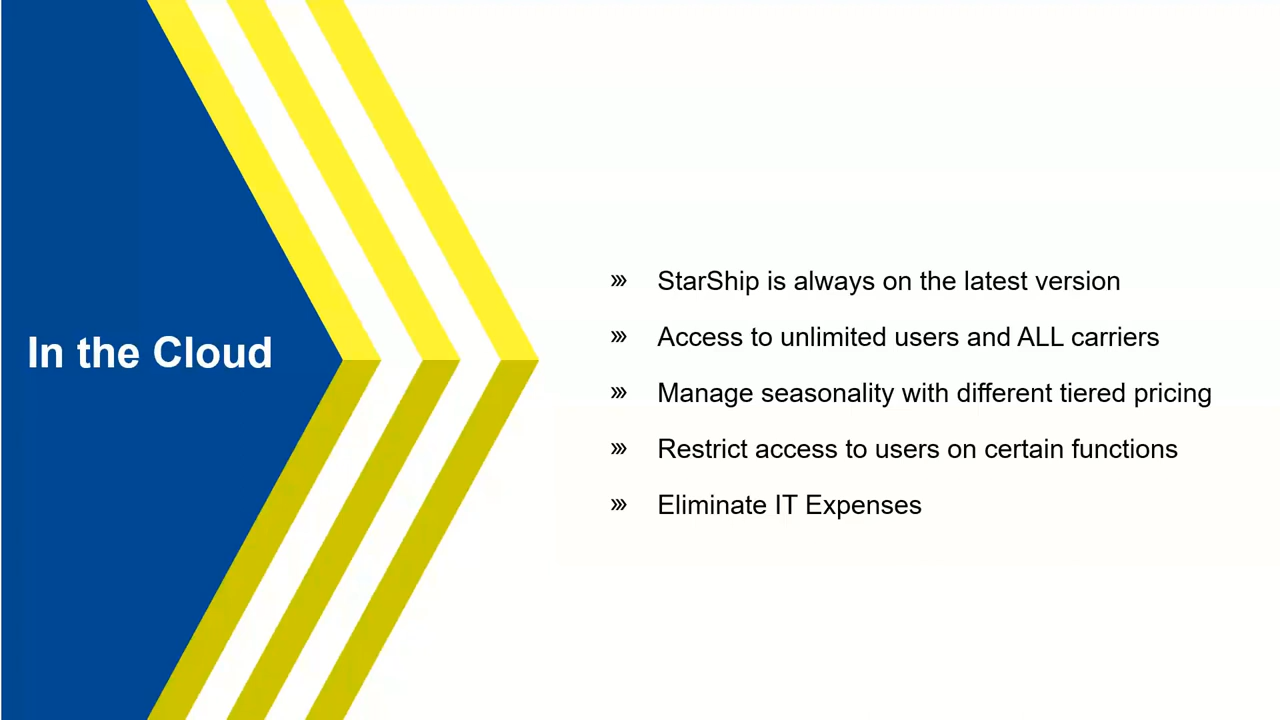 In the Cloud
StarShip is always on the latest version
Access to unlimited users and ALL carriers
Manage seasonality with different tiered pricing
Restrict access to users on certain functions
Eliminate IT Expenses